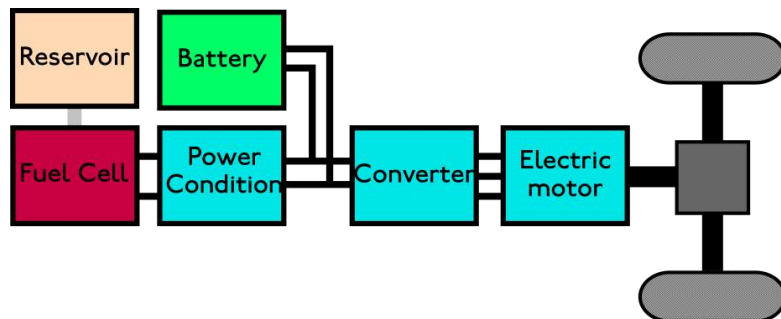 Reservoir
Battery
Fuel Cell
Power
Condition
Converter
Electric
motor